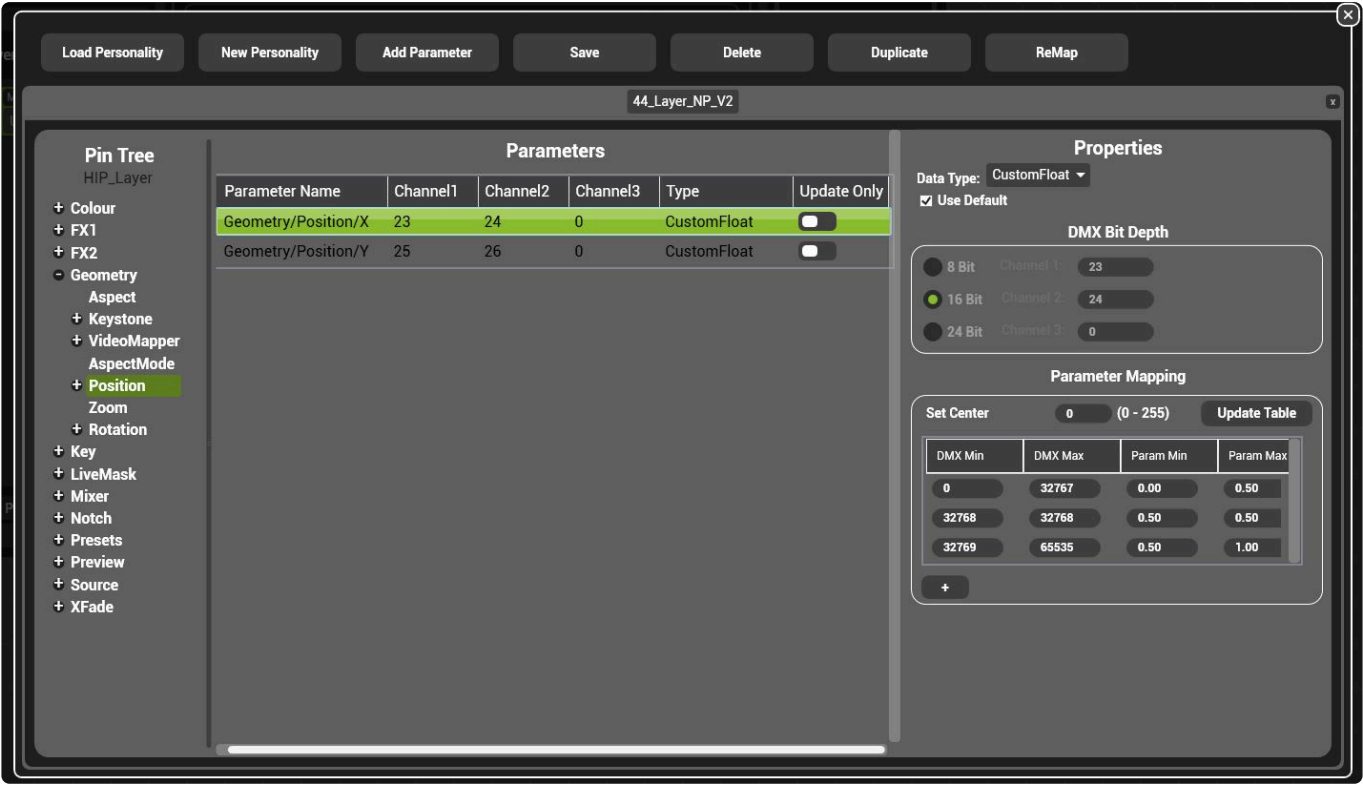 Load Personality New Personality Add Parameter Save Delete Duplicate ReMap
44_Layer_NP_V2
Pin Tree
HIP_Layer
+ Colour
+ FX1
+ FX2
- Geometry
Aspect
+ Keystone
+ VideoMapper
AspectMode
+ Position
Zoom
+ Rotation
+ Key
+ LiveMask
+ Mixer
+ Notch
+ Presets
+ Preview
+ Source
+ XFade
Parameters
Parameter Name Channel1 Channel2 Channel3 Type Update Only
Geometry/Position/X 23 24 0 CustomFloat
Geometry/Position/Y 25 26 0 CustomFloat
Properties
Data Type: CustomFloat
Use Default
DMX Bit Depth
8 Bit Channel 1: 23
16 Bit Channel 2: 24
24 Bit Channel 3: 0
Parameter Mapping
Set Center 0 (0 - 255) Update Table
DMX Min DMX Max Param Min Param Max
0 32767 0.00 0.50
32768 32768 0.50 0.50
32769 65535 0.50 1.00
+